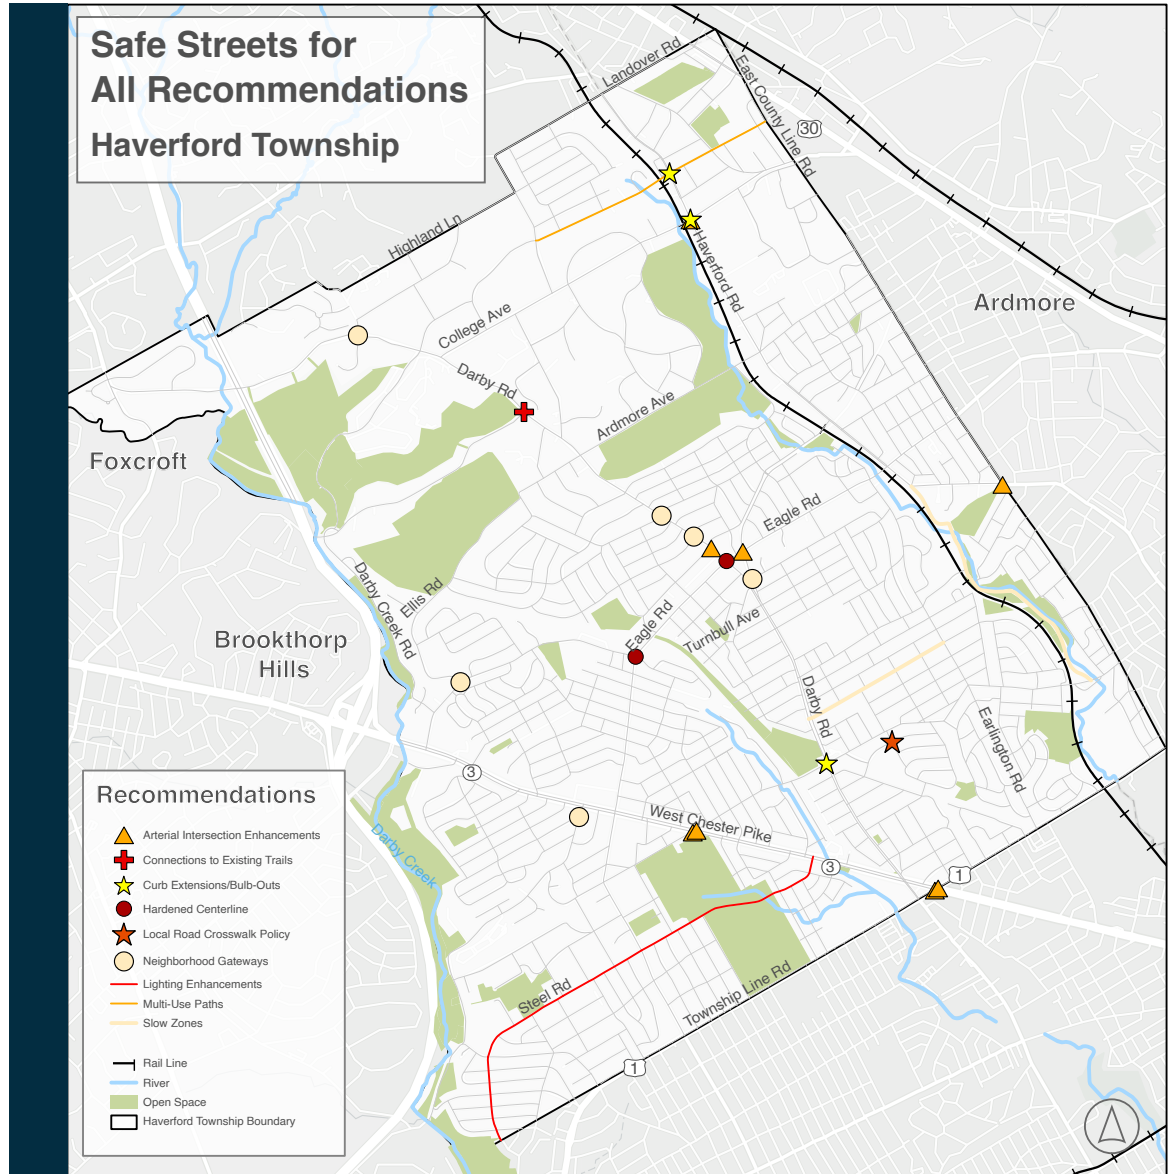 Safe Streets for
All Recommendations
Haverford Township
Landover Rd
East County Line Rd
30
Highland Ln
Haverford Rd
Ardmore
College Ave
Darby Rd
Ardmore Ave
Foxcroft
Eagle Rd
Darby Creek Rd
Ellis Rd
Eagle Rd
Turnbull Ave
Brookthorp
Hills
Darby Rd
Earlington Rd
3
West Chester Pike
3
1
Darby Creek
Steel Rd
Township Line Rd
1
Recommendations
Arterial Intersection Enhancements
Connections to Existing Trails
Curb Extensions/Bulb-Outs
Hardened Centerline
Local Road Crosswalk Policy
Neighborhood Gateways
Lighting Enhancements
Multi-Use Paths
Slow Zones
Rail Line
River
Open Space
Haverford Township Boundary